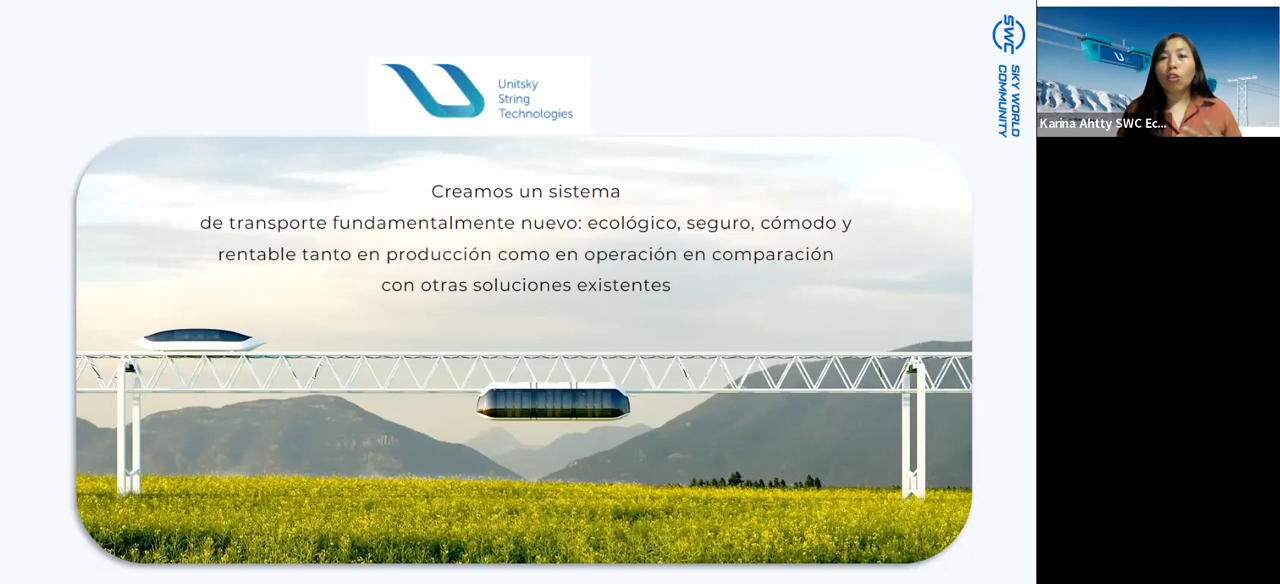 Unitsky
String
Technologies
Creamos un sistema
de transporte fundamentalmente nuevo: ecológico, seguro, cómodo y
rentable tanto en producción como en operación en comparación
con otras soluciones existentes
SWC
SKY WORLD
COMMUNITY
Karina Ahtty SWC Ec...